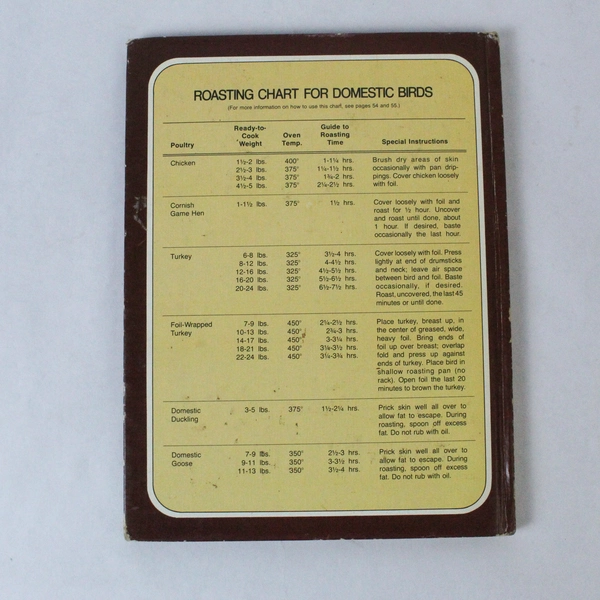 ROASTING CHART FOR DOMESTIC BIRDS
(For more information on how to use this chart, see pages 54 and 55.)
Poultry Ready-to-Cook Weight Oven Temp. Guide to Roasting Time Special Instructions
Chicken 1½-2 lbs. 400° 1-1¼ hrs. Brush dry areas of skin
2½-3 lbs. 375° 1¼-1½ hrs. occasionally with pan drip-
3½-4 lbs. 375° 1¾-2 hrs. pings. Cover chicken loosely
4½-5 lbs. 375° 2¼-2½ hrs. with foil.
Cornish 1-1½ lbs. 375° 1½ hrs. Cover loosely with foil and
Game Hen roast for ½ hour. Uncover
and roast until done, about
1 hour. If desired, baste
occasionally the last hour.
Turkey 6-8 lbs. 325° 3½-4 hrs. Cover loosely with foil. Press
8-12 lbs. 325° 4-4½ hrs. lightly at end of drumsticks
12-16 lbs. 325° 4½-5½ hrs. and neck; leave air space
16-20 lbs. 325° 5½-6½ hrs. between bird and foil. Baste
20-24 lbs. 325° 6½-7½ hrs. occasionally, if desired.
Roast, uncovered, the last 45
minutes or until done.
Foil-Wrapped 7-9 lbs. 450° 2¼-2½ hrs. Place turkey, breast up, in
Turkey 10-13 lbs. 450° 2¾-3 hrs. the center of greased, wide,
14-17 lbs. 450° 3-3¼ hrs. heavy foil. Bring ends of
18-21 lbs. 450° 3¼-3½ hrs. foil up over breast; overlap
22-24 lbs. 450° 3¼-3¾ hrs. fold and press up against
ends of turkey. Place bird in
shallow roasting pan (no
rack). Open foil the last 20
minutes to brown the turkey.
Domestic 3-5 lbs. 375° 1½-2¼ hrs. Prick skin well all over to
Duckling allow fat to escape. During
roasting, spoon off excess
fat. Do not rub with oil.
Domestic 7-9 lbs. 350° 2½-3 hrs. Prick skin well all over to
Goose 9-11 lbs. 350° 3-3½ hrs. allow fat to escape. During
11-13 lbs. 350° 3½-4 hrs. roasting, spoon off excess
fat. Do not rub with oil.